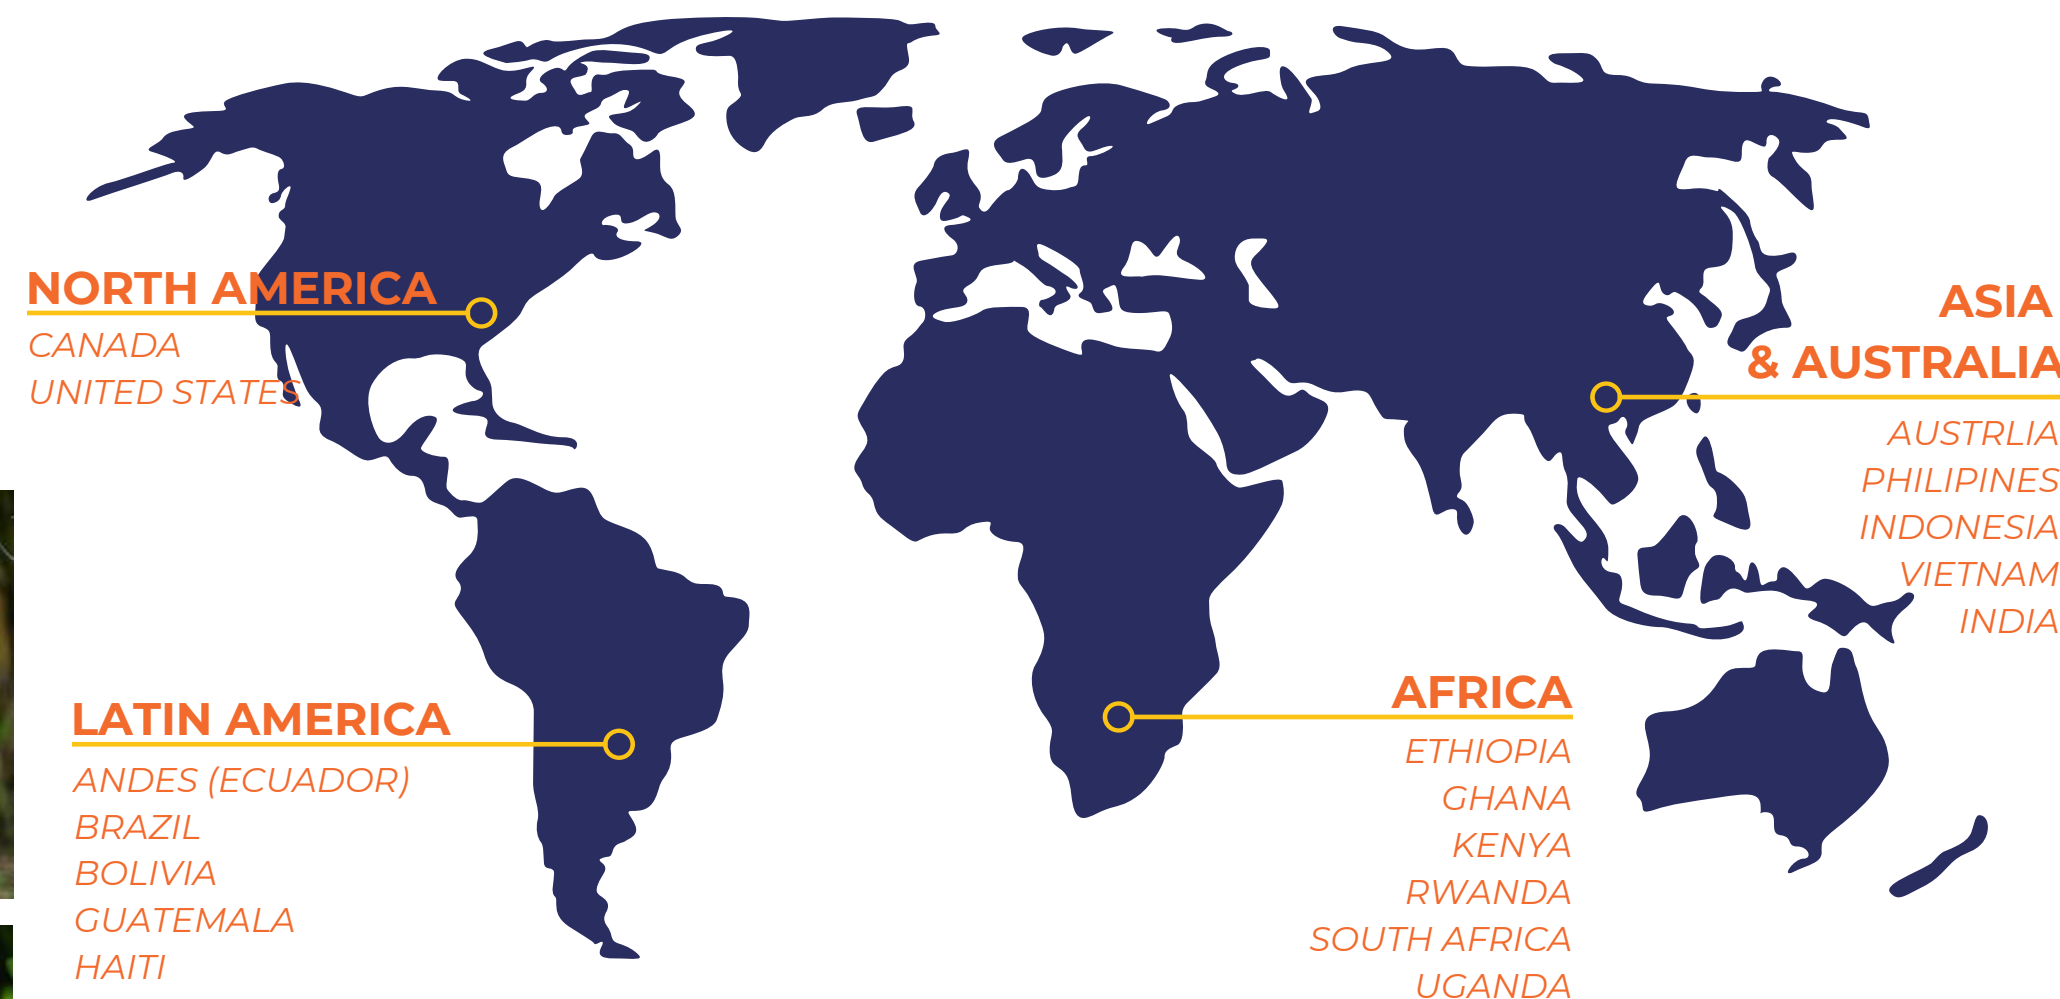 NORTH AMERICA
CANADA
UNITED STATES
ASIA
& AUSTRALIA
AUSTRLIA
PHILIPINES
INDONESIA
VIETNAM
INDIA
LATIN AMERICA
ANDES (ECUADOR)
BRAZIL
BOLIVIA
GUATEMALA
HAITI
AFRICA
ETHIOPIA
GHANA
KENYA
RWANDA
SOUTH AFRICA
UGANDA